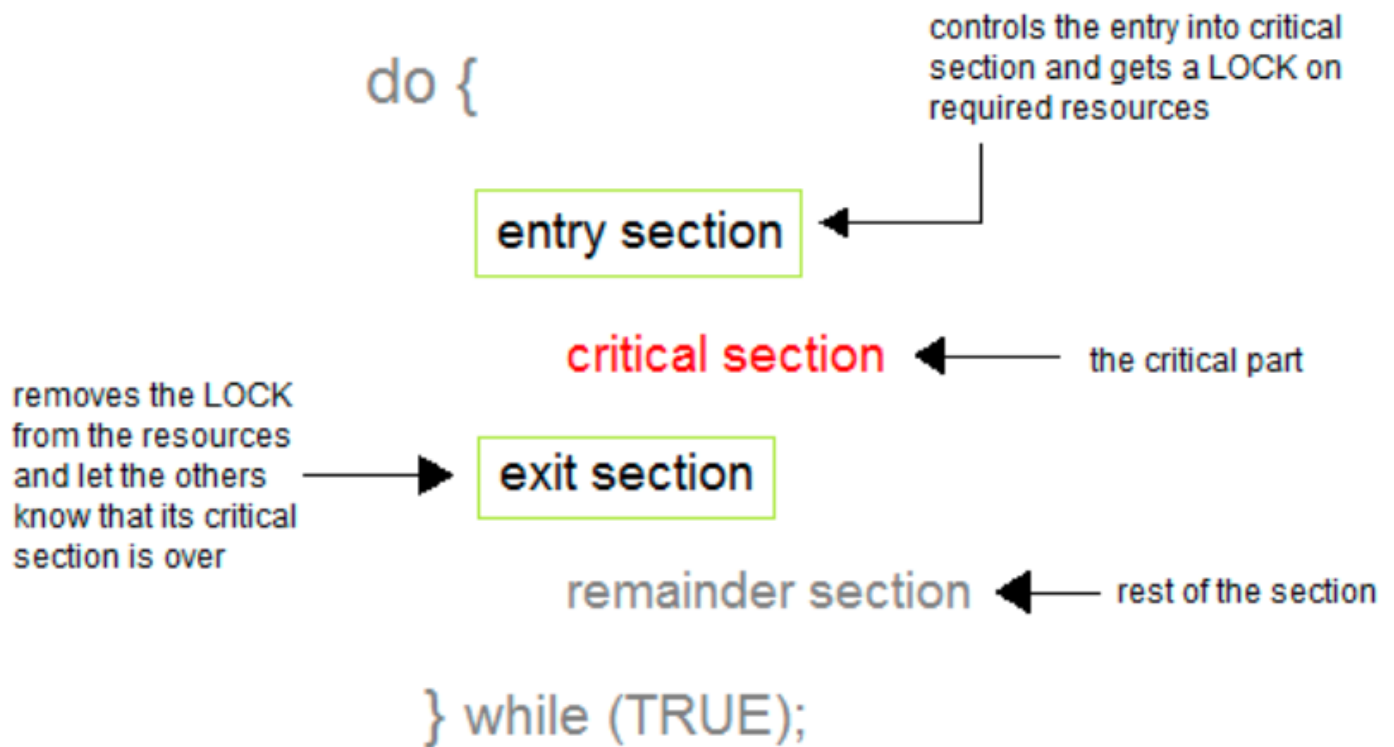 controls the entry into critical
section and gets a LOCK on
required resources
do {
entry section
critical section
the critical part
removes the LOCK
from the resources
and let the others
know that its critical
section is over
exit section
remainder section
rest of the section
} while (TRUE);